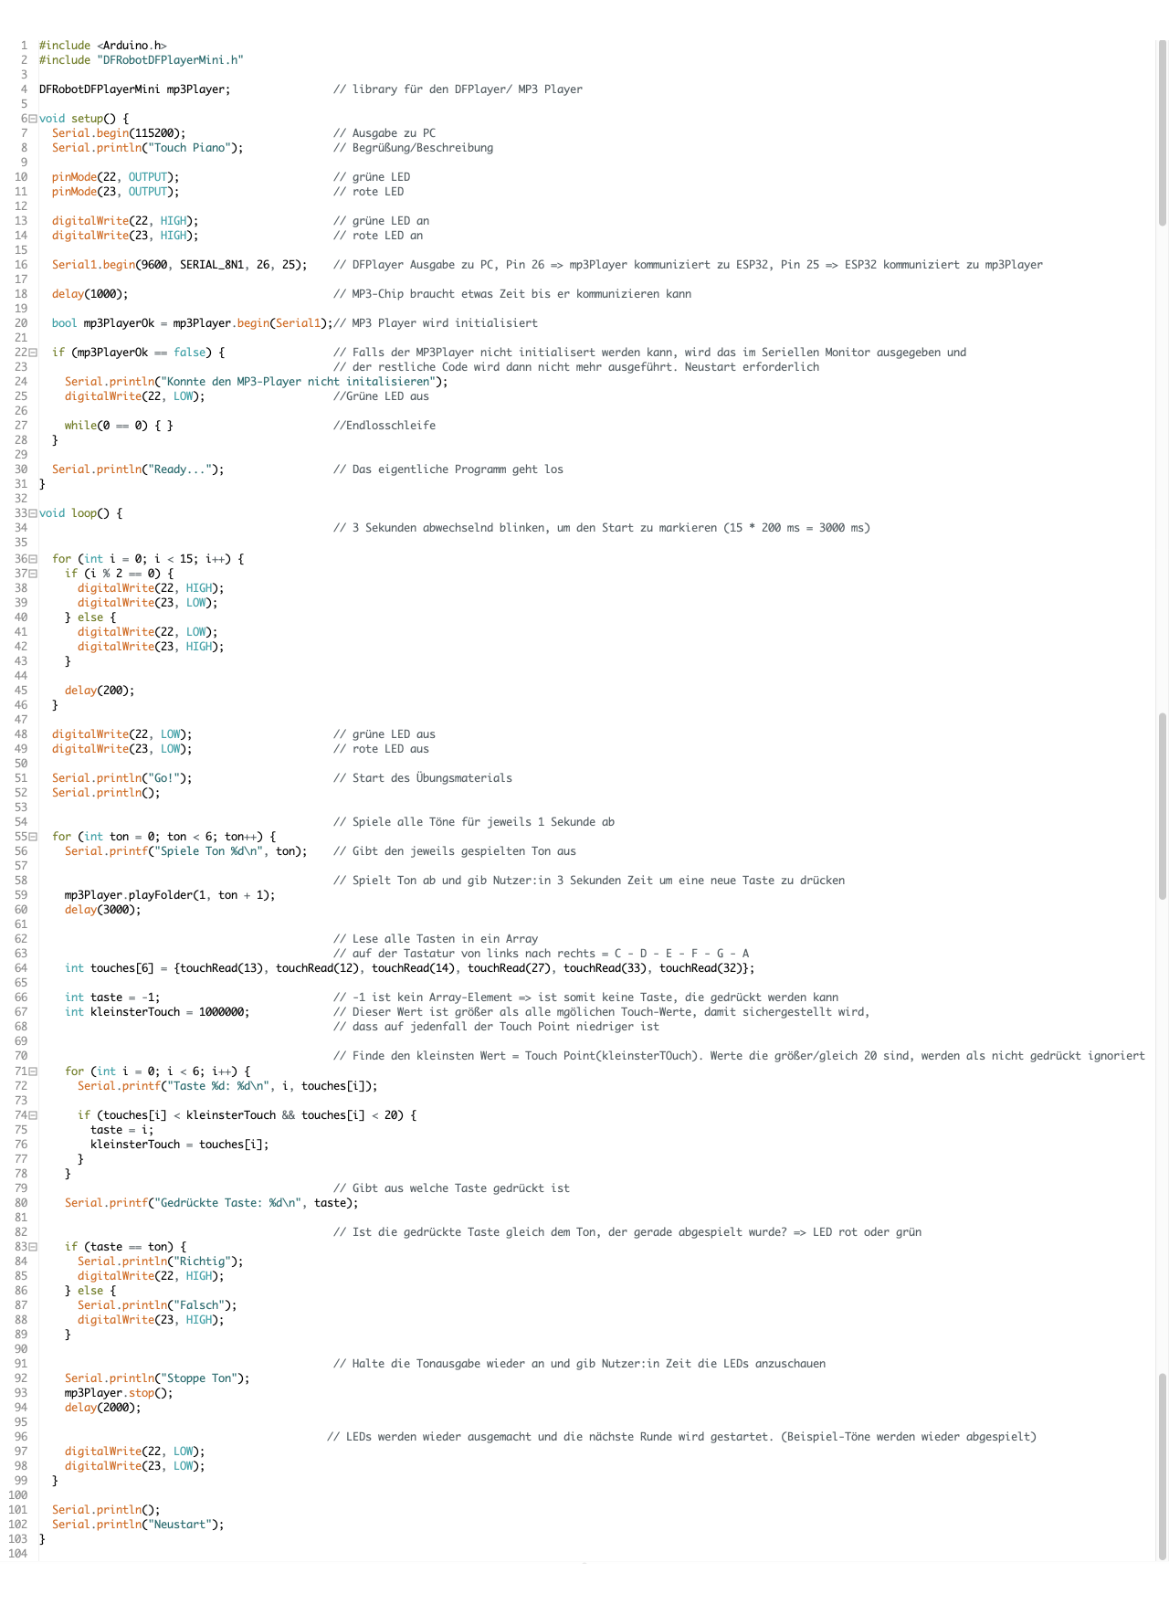 1 #include <Arduino.h>
2 #include "DFRobotDFPlayerMini.h"
3
4 DFRobotDFPlayerMini mp3Player; // library für den DFPlayer/ MP3 Player
5
6 void setup() {
7 Serial.begin(115200); // Ausgabe zu PC
8 Serial.println("Touch Piano"); // Begrüßung/Beschreibung
9
10 pinMode(22, OUTPUT); // grüne LED
11 pinMode(23, OUTPUT); // rote LED
12
13 digitalWrite(22, HIGH); // grüne LED an
14 digitalWrite(23, HIGH); // rote LED an
15
16 Serial1.begin(9600, SERIAL_8N1, 26, 25); // DFPlayer Ausgabe zu PC, Pin 26 => mp3Player kommuniziert zu ESP32, Pin 25 => ESP32 kommuniziert zu mp3Player
17
18 delay(1000); // MP3-Chip braucht etwas Zeit bis er kommunizieren kann
19
20 bool mp3PlayerOk = mp3Player.begin(Serial1);// MP3 Player wird initialisiert
21
22 if (mp3PlayerOk == false) { // Falls der MP3Player nicht initialisert werden kann, wird das im Seriellen Monitor ausgegeben und
23 // der restliche Code wird dann nicht mehr ausgeführt. Neustart erforderlich
24 Serial.println("Konnte den MP3-Player nicht initalisieren");
25 digitalWrite(22, LOW); //Grüne LED aus
26
27 while(0 == 0) { } //Endlosschleife
28 }
29
30 Serial.println("Ready..."); // Das eigentliche Programm geht los
31 }
32
33 void loop() {
34 // 3 Sekunden abwechselnd blinken, um den Start zu markieren (15 * 200 ms = 3000 ms)
35
36 for (int i = 0; i < 15; i++) {
37 if (i % 2 == 0) {
38 digitalWrite(22, HIGH);
39 digitalWrite(23, LOW);
40 } else {
41 digitalWrite(22, LOW);
42 digitalWrite(23, HIGH);
43 }
44
45 delay(200);
46 }
47
48 digitalWrite(22, LOW); // grüne LED aus
49 digitalWrite(23, LOW); // rote LED aus
50
51 Serial.println("Go!"); // Start des Übungsmaterials
52 Serial.println();
53
54 // Spiele alle Töne für jeweils 1 Sekunde ab
55 for (int ton = 0; ton < 6; ton++) {
56 Serial.printf("Spiele Ton %d\n", ton); // Gibt den jeweils gespielten Ton aus
57
58 // Spielt Ton ab und gib Nutzer:in 3 Sekunden Zeit um eine neue Taste zu drücken
59 mp3Player.playFolder(1, ton + 1);
60 delay(3000);
61
62 // Lese alle Tasten in ein Array
63 // auf der Tastatur von links nach rechts = C - D - E - F - G - A
64 int touches[6] = {touchRead(13), touchRead(12), touchRead(14), touchRead(27), touchRead(33), touchRead(32)};
65
66 int taste = -1; // -1 ist kein Array-Element => ist somit keine Taste, die gedrückt werden kann
67 int kleinsterTouch = 1000000; // Dieser Wert ist größer als alle mgölichen Touch-Werte, damit sichergestellt wird,
68 // dass auf jedenfall der Touch Point niedriger ist
69
70 // Finde den kleinsten Wert = Touch Point(kleinsterTOuch). Werte die größer/gleich 20 sind, werden als nicht gedrückt ignoriert
71 for (int i = 0; i < 6; i++) {
72 Serial.printf("Taste %d: %d\n", i, touches[i]);
73
74 if (touches[i] < kleinsterTouch && touches[i] < 20) {
75 taste = i;
76 kleinsterTouch = touches[i];
77 }
78 }
79 // Gibt aus welche Taste gedrückt ist
80 Serial.printf("Gedrückte Taste: %d\n", taste);
81
82 // Ist die gedrückte Taste gleich dem Ton, der gerade abgespielt wurde? => LED rot oder grün
83 if (taste == ton) {
84 Serial.println("Richtig");
85 digitalWrite(22, HIGH);
86 } else {
87 Serial.println("Falsch");
88 digitalWrite(23, HIGH);
89 }
90
91 // Halte die Tonausgabe wieder an und gib Nutzer:in Zeit die LEDs anzuschauen
92 Serial.println("Stoppe Ton");
93 mp3Player.stop();
94 delay(2000);
95
96 // LEDs werden wieder ausgemacht und die nächste Runde wird gestartet. (Beispiel-Töne werden wieder abgespielt)
97 digitalWrite(22, LOW);
98 digitalWrite(23, LOW);
99 }
100
101 Serial.println();
102 Serial.println("Neustart");
103 }
104